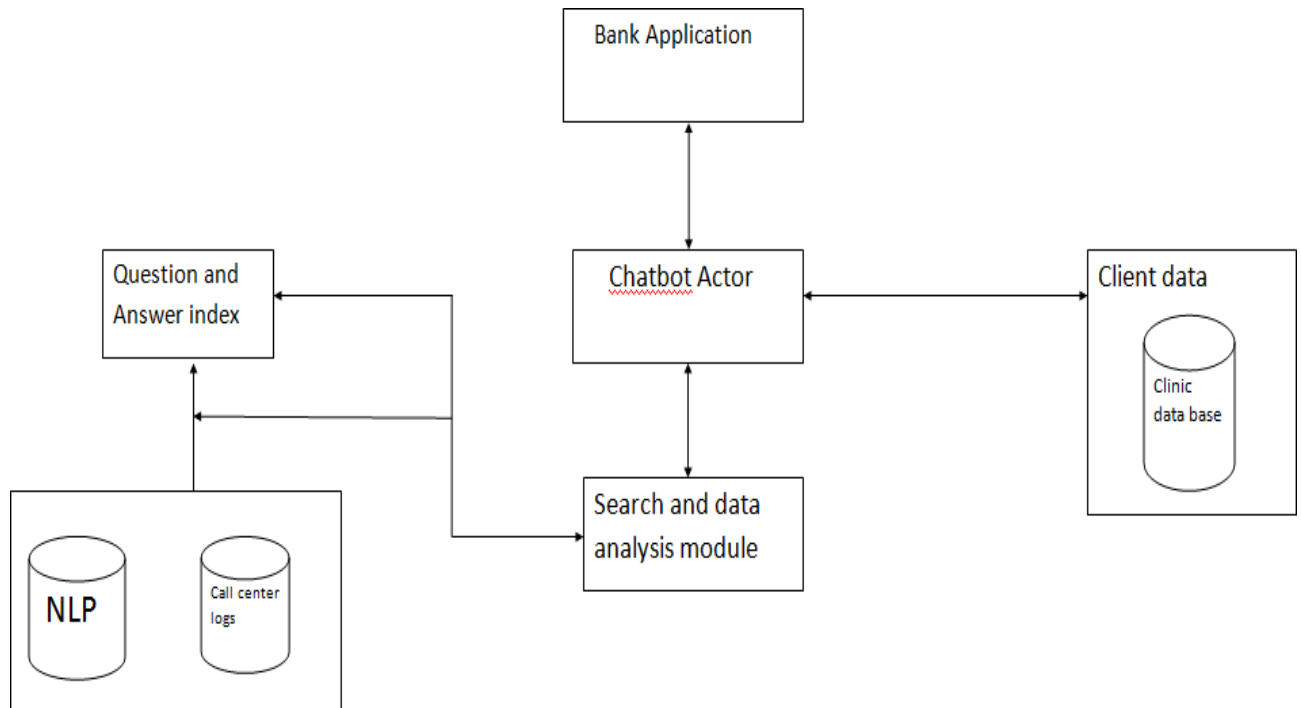 Bank Application
Question and
Answer index
Chatbot Actor
Client data
Clinic
data base
Search and data
analysis module
NLP
Call center
logs